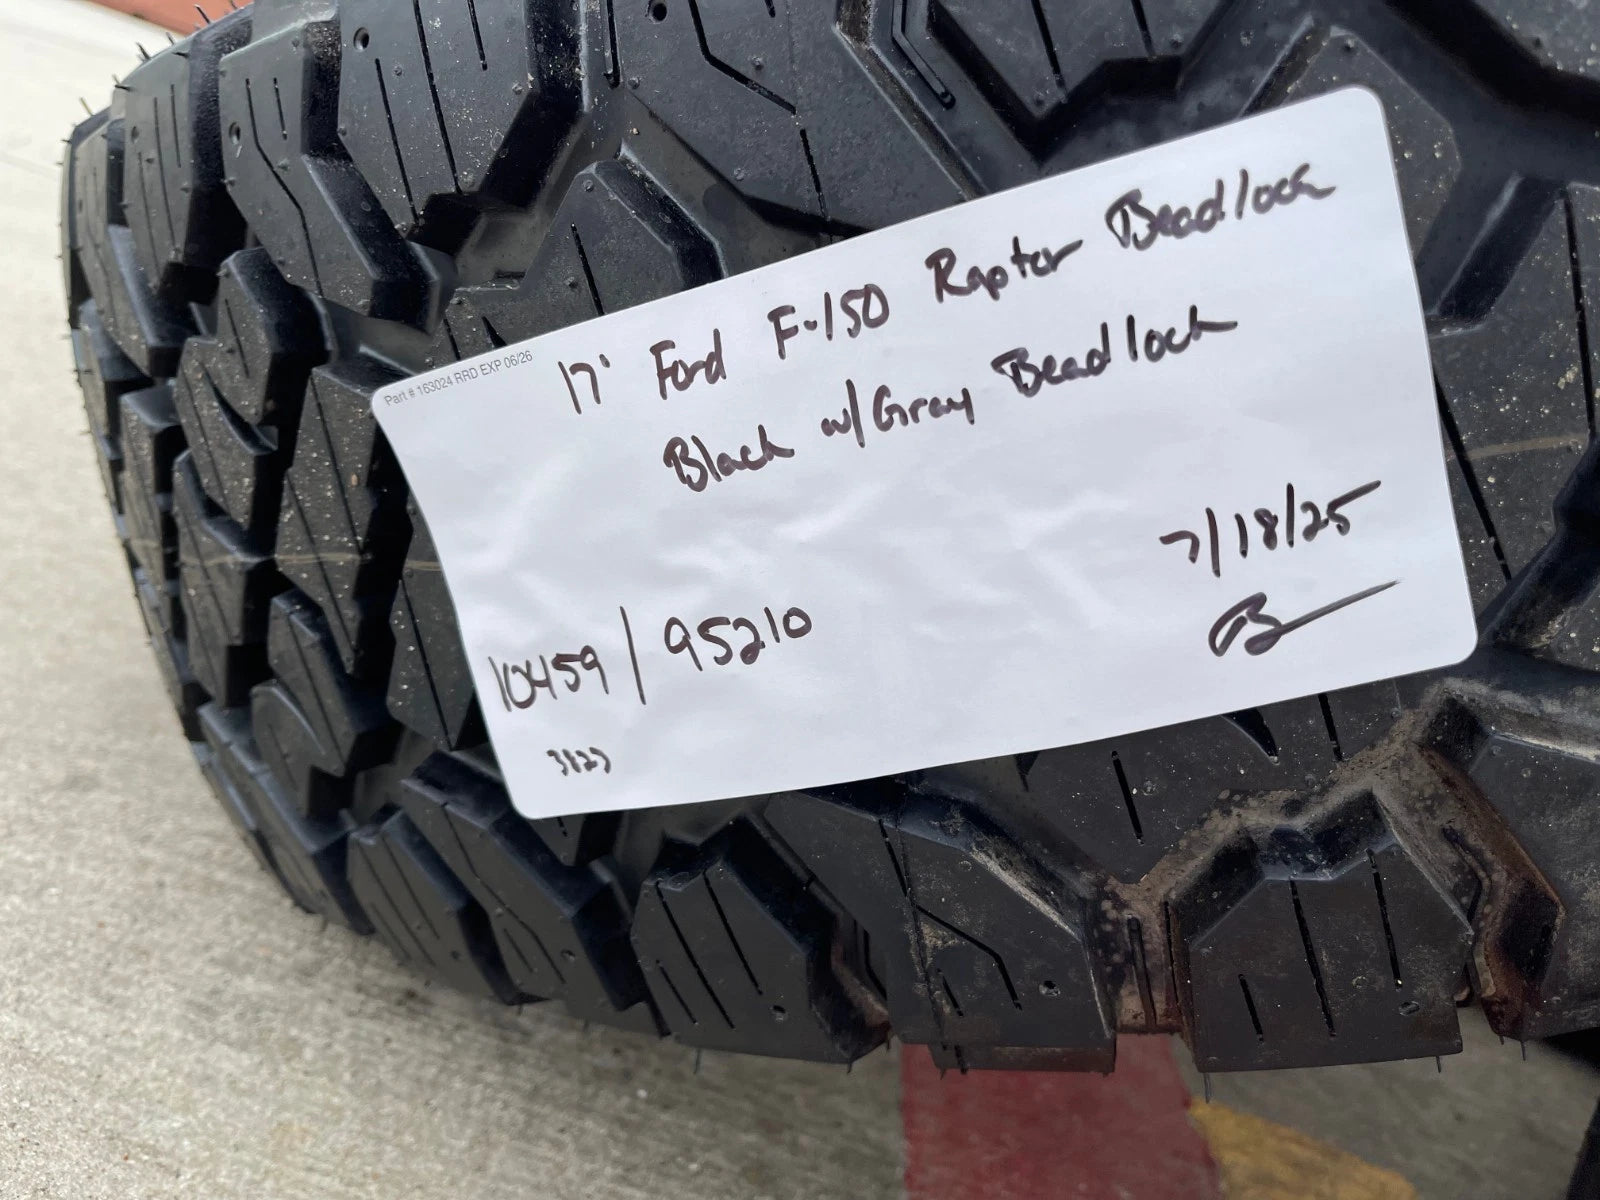 Part # 163024 RRD EXP 06/26
17" Ford F-150 Raptor Beadlock
Black w/Gray Beadlock
7/18/25
10459 / 95210
3823